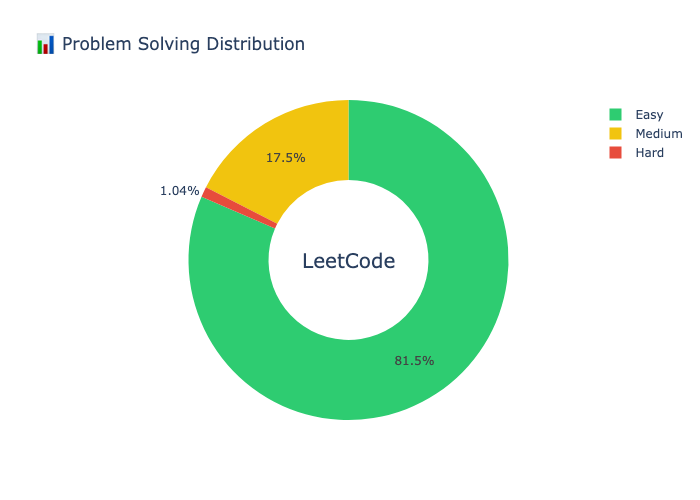 📊 Problem Solving Distribution
Easy
Medium
Hard
17.5%
1.04%
LeetCode
81.5%